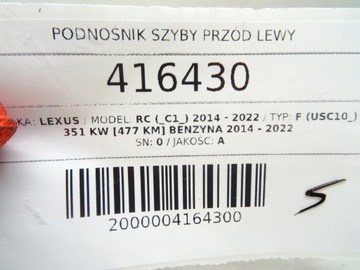 PODNOŚNIK SZYBY PRZÓD LEWY
416430
KA: LEXUS / MODEL: RC (_C1_) 2014 - 2022 / TYP: F (USC10_)
351 KW [477 KM] BENZYNA 2014 - 2022
SN: 0 / JAKOŚĆ: A
2000004164300
S